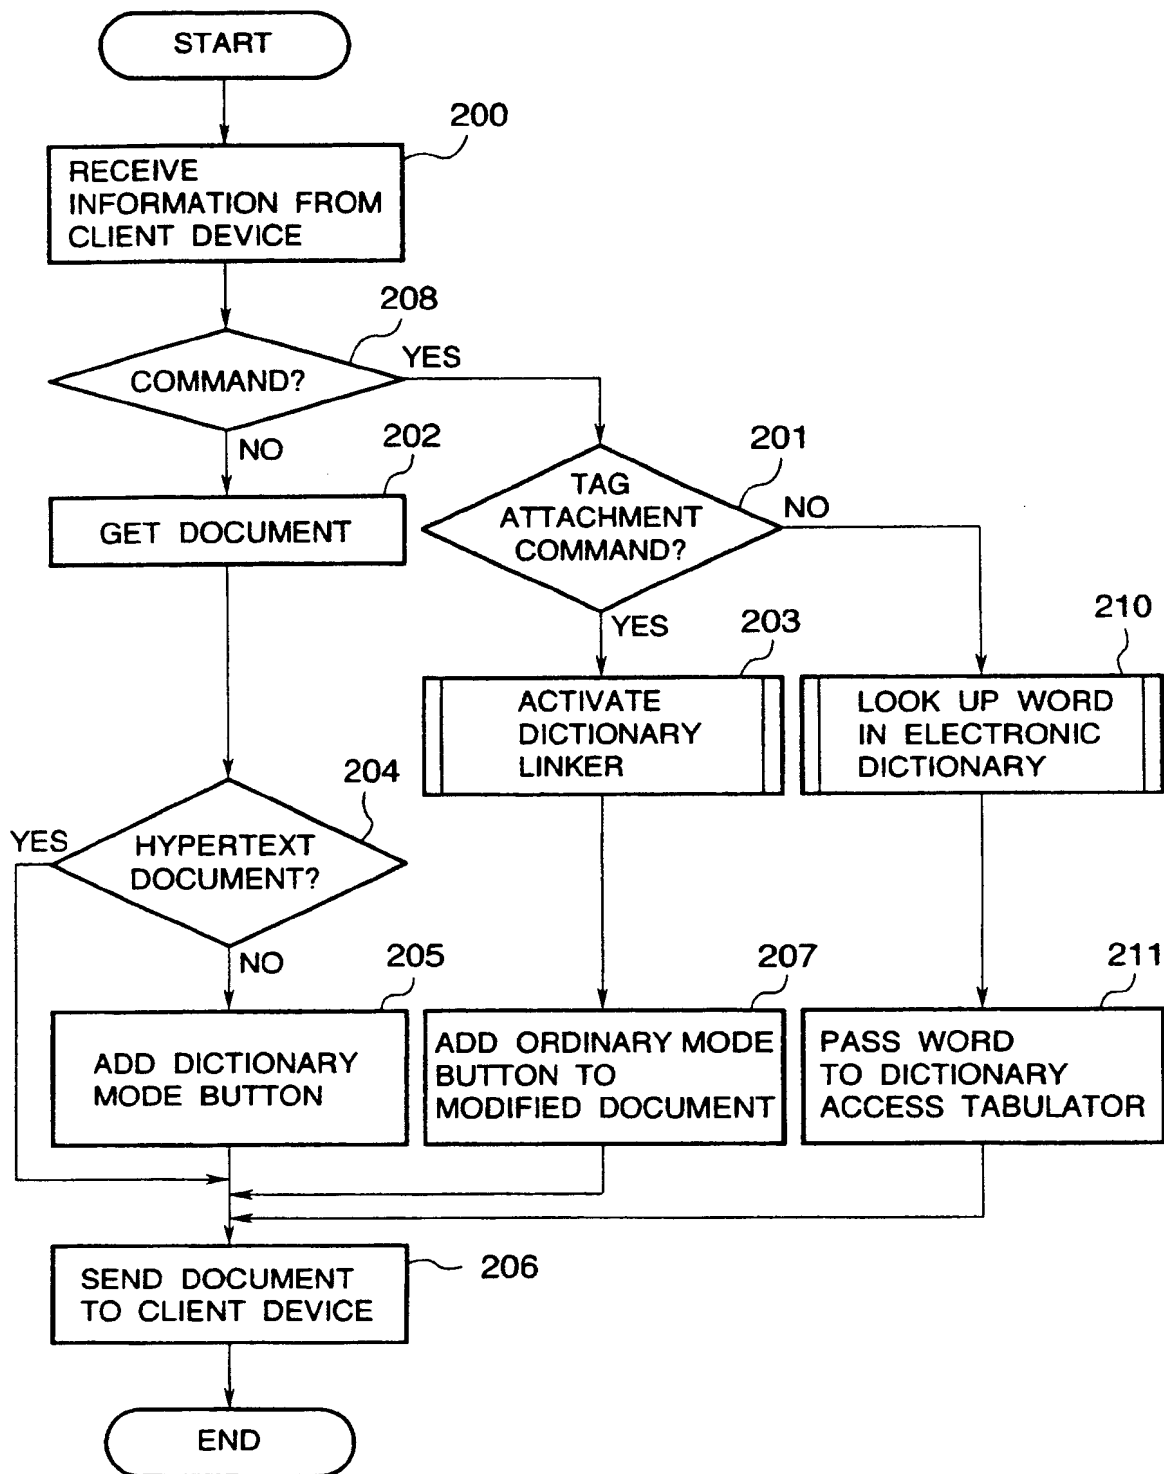 START
200
RECEIVE
INFORMATION FROM
CLIENT DEVICE
208
COMMAND?
YES
NO
202
GET DOCUMENT
201
TAG
ATTACHMENT
COMMAND?
NO
YES
203
ACTIVATE
DICTIONARY
LINKER
210
LOOK UP WORD
IN ELECTRONIC
DICTIONARY
204
YES
HYPERTEXT
DOCUMENT?
NO
205
ADD DICTIONARY
MODE BUTTON
207
ADD ORDINARY MODE
BUTTON TO
MODIFIED DOCUMENT
211
PASS WORD
TO DICTIONARY
ACCESS TABULATOR
206
SEND DOCUMENT
TO CLIENT DEVICE
END